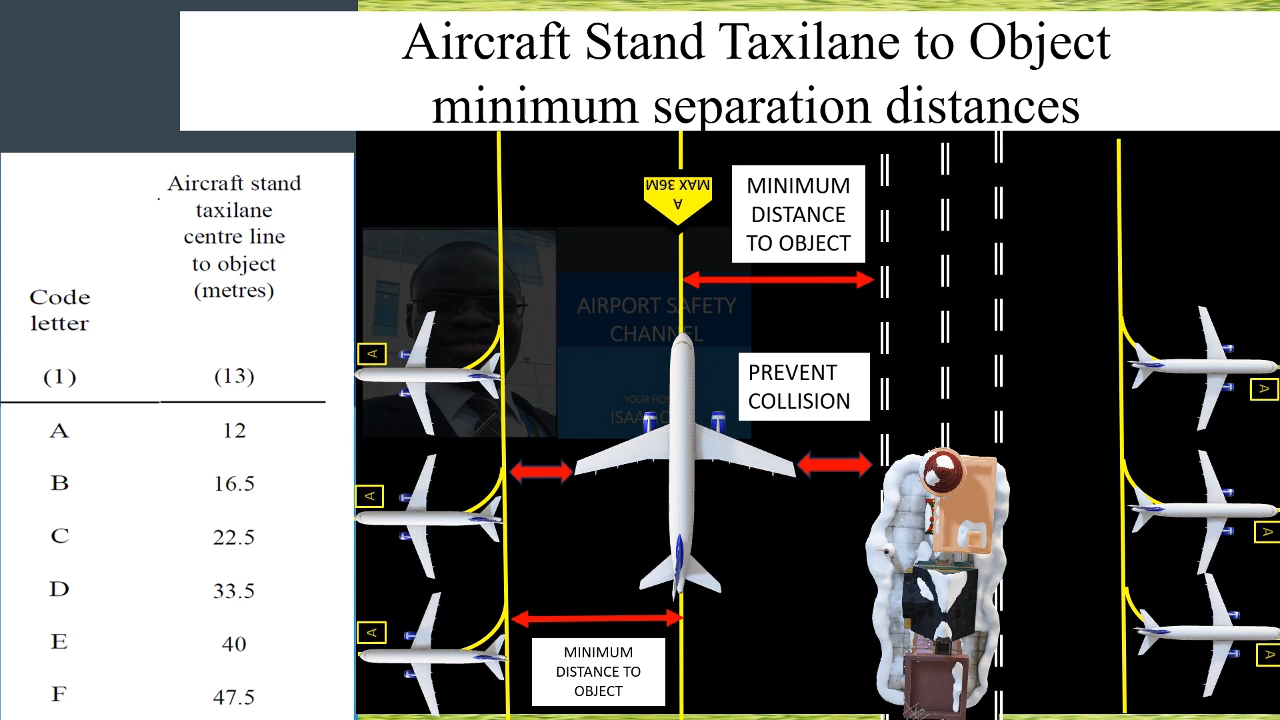 Aircraft Stand Taxilane to Object
minimum separation distances
Aircraft stand
taxilane
centre line
to object
(metres)
Code
letter
(1) (13)
A 12
B 16.5
C 22.5
D 33.5
E 40
F 47.5
MAX 36M
A
MINIMUM
DISTANCE
TO OBJECT
AIRPORT SAFETY
CHANNEL
PREVENT
COLLISION
YOUR
A
A
A
A
A
A
MINIMUM
DISTANCE TO
OBJECT